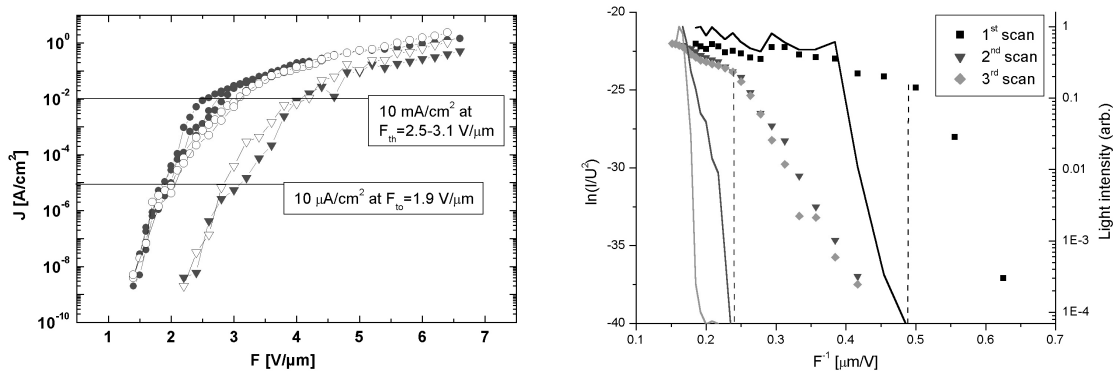 10⁰
10⁻²
10⁻⁴
10⁻⁶
10⁻⁸
10⁻¹⁰
J [A/cm²]
10 mA/cm² at
Fth=2.5-3.1 V/µm
10 µA/cm² at Fto=1.9 V/µm
1 2 3 4 5 6 7
F [V/µm]
-20
-25
-30
-35
-40
ln(I/U²)
1st scan
2nd scan
3rd scan
1
0.1
0.01
1E-3
1E-4
Light intensity (arb.)
0.1 0.2 0.3 0.4 0.5 0.6 0.7
F⁻¹ [µm/V]